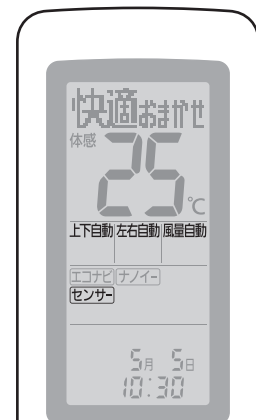 快適おまかせ
体感
25℃
上下自動 左右自動 風量自動
エコナビ ナノイー
センサー
5月 5日
10:30